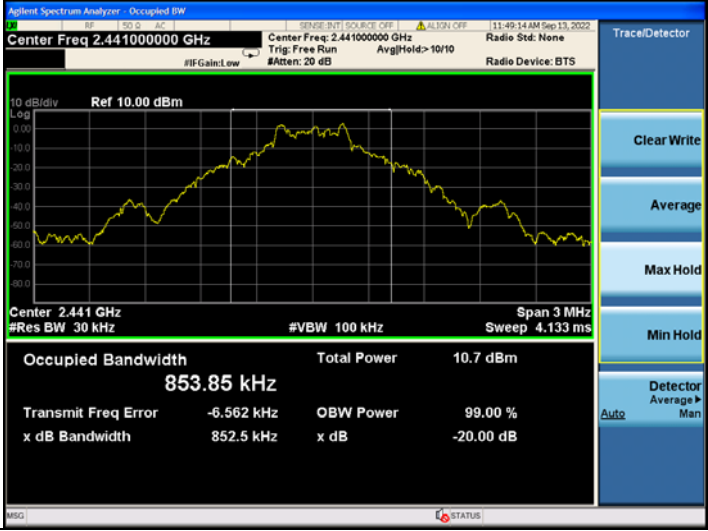 Agilent Spectrum Analyzer - Occupied BW
RF 50 Ω AC SENSE:INT SOURCE OFF ALIGN OFF 11:49:14 AM Sep 13, 2022
Center Freq 2.441000000 GHz
Center Freq: 2.441000000 GHz
Radio Std: None
Trig: Free Run Avg|Hold:> 10/10
#IFGain:Low #Atten: 20 dB Radio Device: BTS
10 dB/div Ref 10.00 dBm
Log
0.00
-10.0
-20.0
-30.0
-40.0
-50.0
-60.0
-70.0
-80.0
Center 2.441 GHz Span 3 MHz
#Res BW 30 kHz #VBW 100 kHz Sweep 4.133 ms
Occupied Bandwidth Total Power 10.7 dBm
853.85 kHz
Transmit Freq Error -6.562 kHz OBW Power 99.00 %
x dB Bandwidth 852.5 kHz x dB -20.00 dB
MSG STATUS
Trace/Detector
Clear Write
Average
Max Hold
Min Hold
Detector
Average
Auto Man